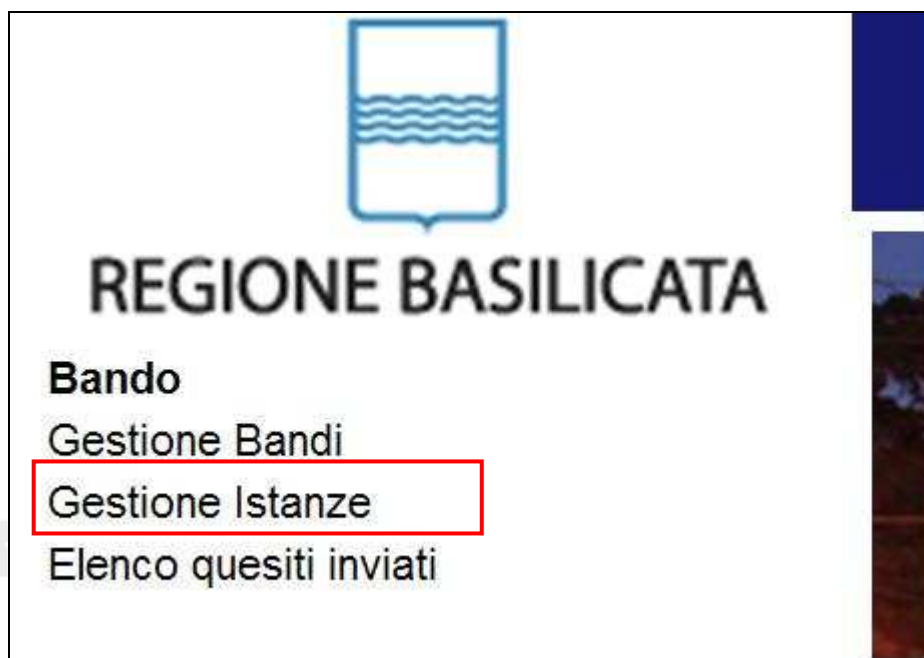 REGIONE BASILICATA
Bando
Gestione Bandi
Gestione Istanze
Elenco quesiti inviati